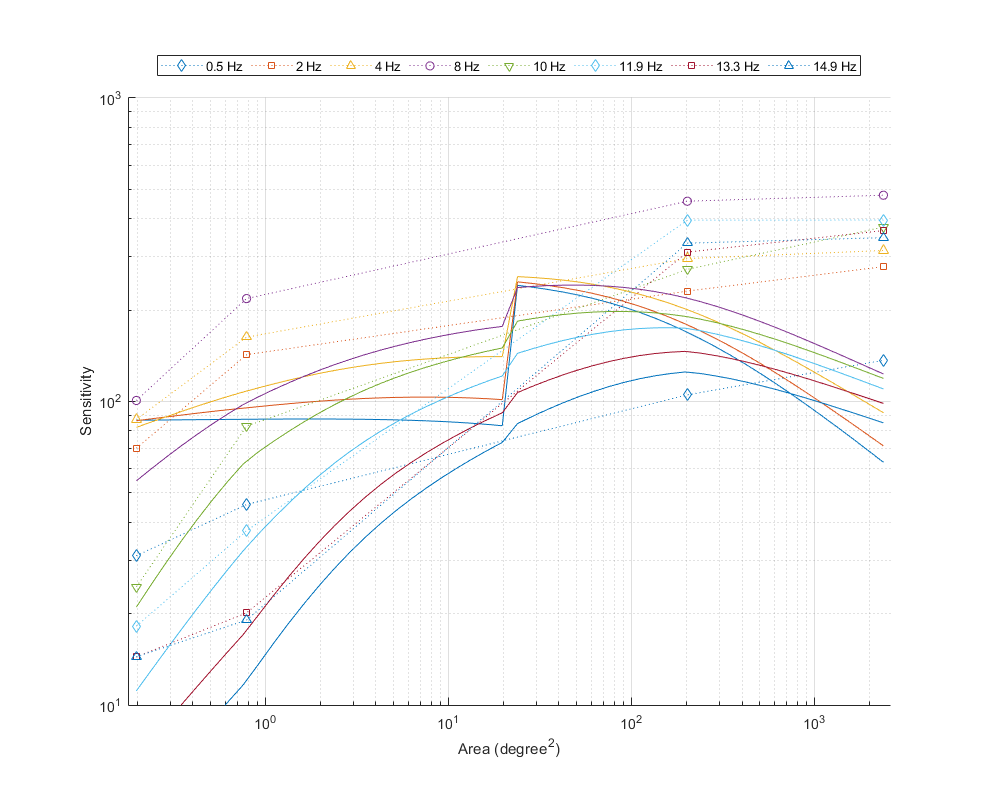 0.5 Hz 2 Hz 4 Hz 8 Hz 10 Hz 11.9 Hz 13.3 Hz 14.9 Hz
10³
10²
10¹
Sensitivity
10⁰ 10¹ 10² 10³
Area (degree²)